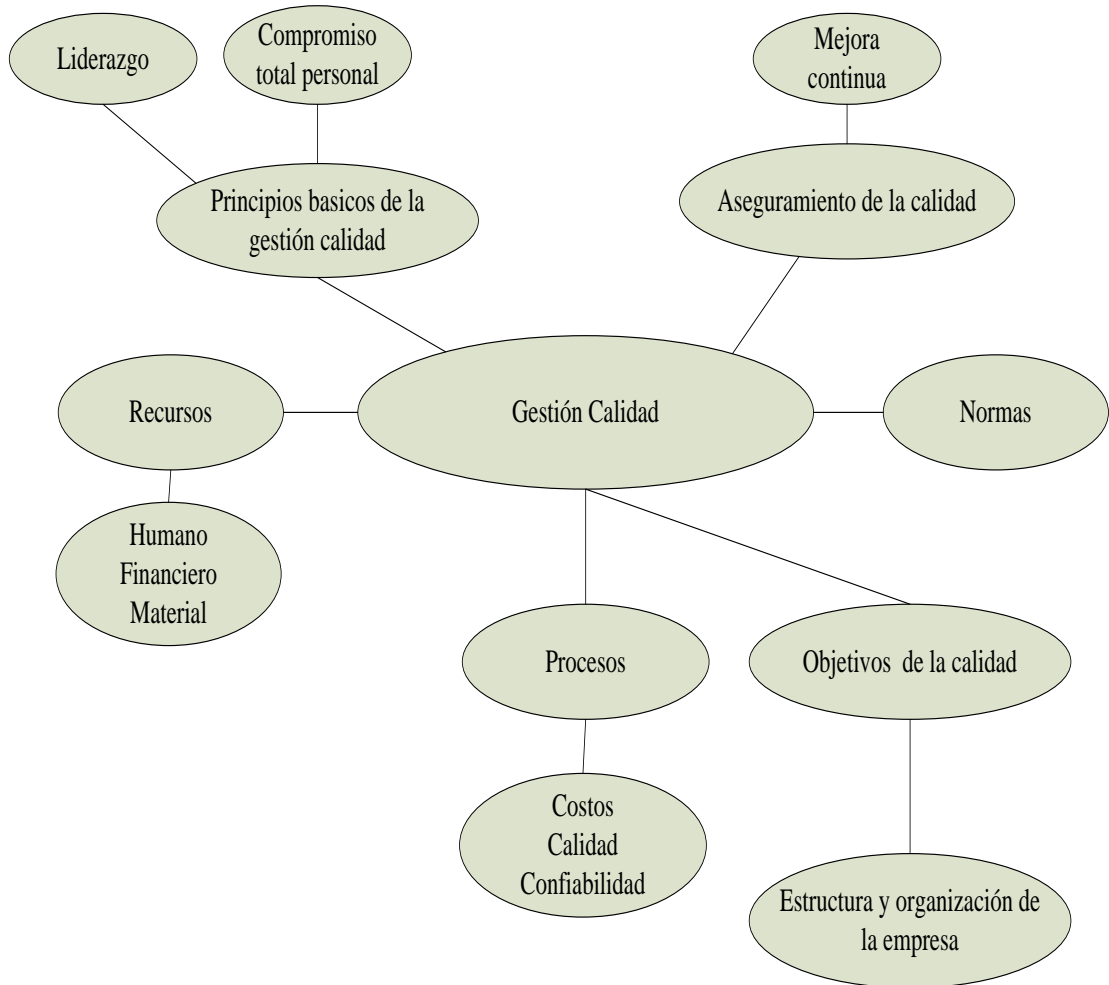 Liderazgo
Compromiso
total personal
Mejora
continua
Principios basicos de la
gestión calidad
Aseguramiento de la calidad
Recursos
Gestión Calidad
Normas
Humano
Financiero
Material
Procesos
Objetivos  de la calidad
Costos
Calidad
Confiabilidad
Estructura y organización de
la empresa